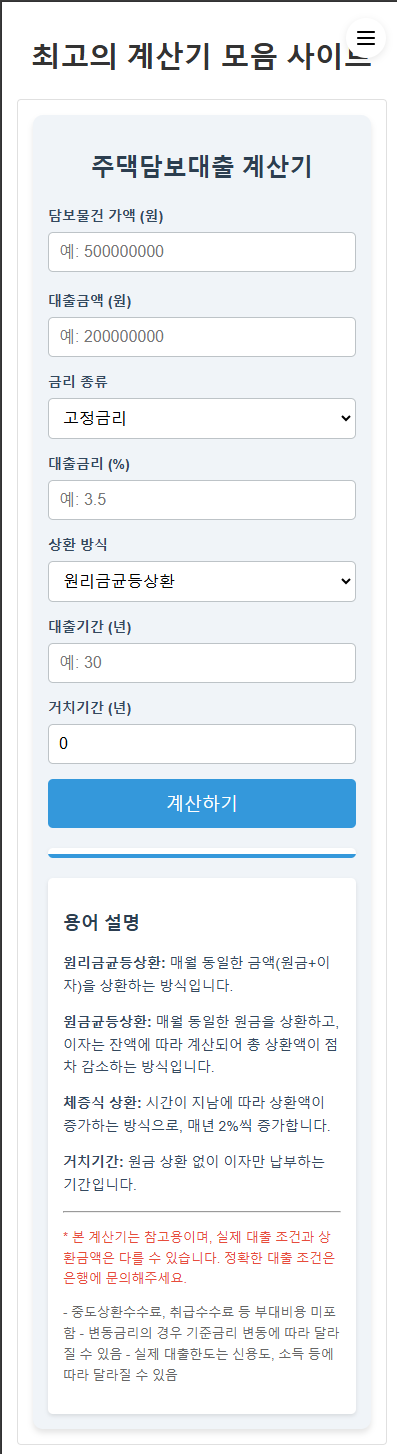 최고의 계산기 모음 사이트
주댁담보대출 계산기
담보물건 가액 (원)
예: 500000000
대출금액 (원)
예: 200000000
금리 종류
고정금리
대출금리 (%)
예: 3.5
상환 방식
원리금균등상환
대출기간 (년)
예: 30
거치기간 (년)
0
계산하기
용어 설명
원리금균등상환: 매월 동일한 금액(원금+이
자)을 상환하는 방식입니다.
원금균등상환: 매월 동일한 원금을 상환하고,
이자는 잔액에 따라 계산되어 총 상환액이 점
차 감소하는 방식입니다.
체증식 상환: 시간이 지남에 따라 상환액이
증가하는 방식으로, 매년 2%씩 증가합니다.
거치기간: 원금 상환 없이 이자만 납부하는
기간입니다.
* 본 계산기는 참고용이며, 실제 대출 조건과 상
환금액은 다를 수 있습니다. 정확한 대출 조건은
은행에 문의해주세요.
- 중도상환수수료, 취급수수료 등 부대비용 미포
함 - 변동금리의 경우 기준금리 변동에 따라 달라
질 수 있음 - 실제 대출한도는 신용도, 소득 등에
따라 달라질 수 있음